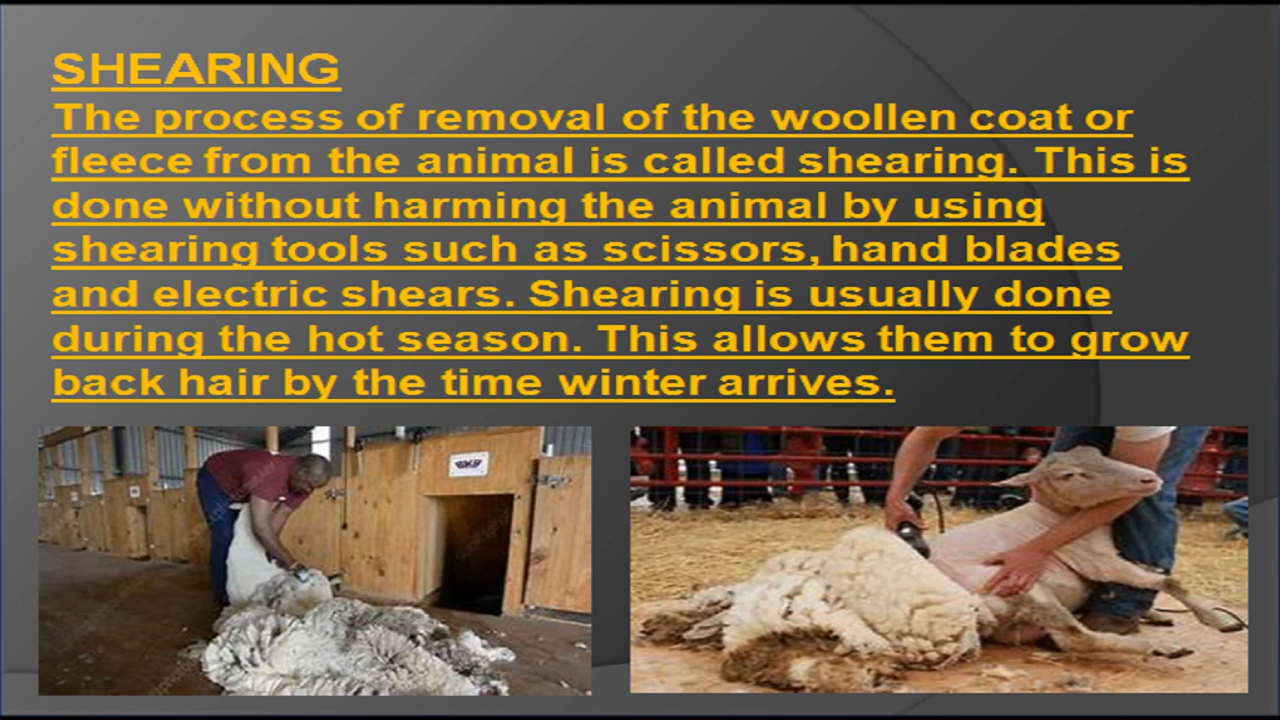 SHEARING
The process of removal of the woollen coat or
fleece from the animal is called shearing. This is
done without harming the animal by using
shearing tools such as scissors, hand blades
and electric shears. Shearing is usually done
during the hot season. This allows them to grow
back hair by the time winter arrives.